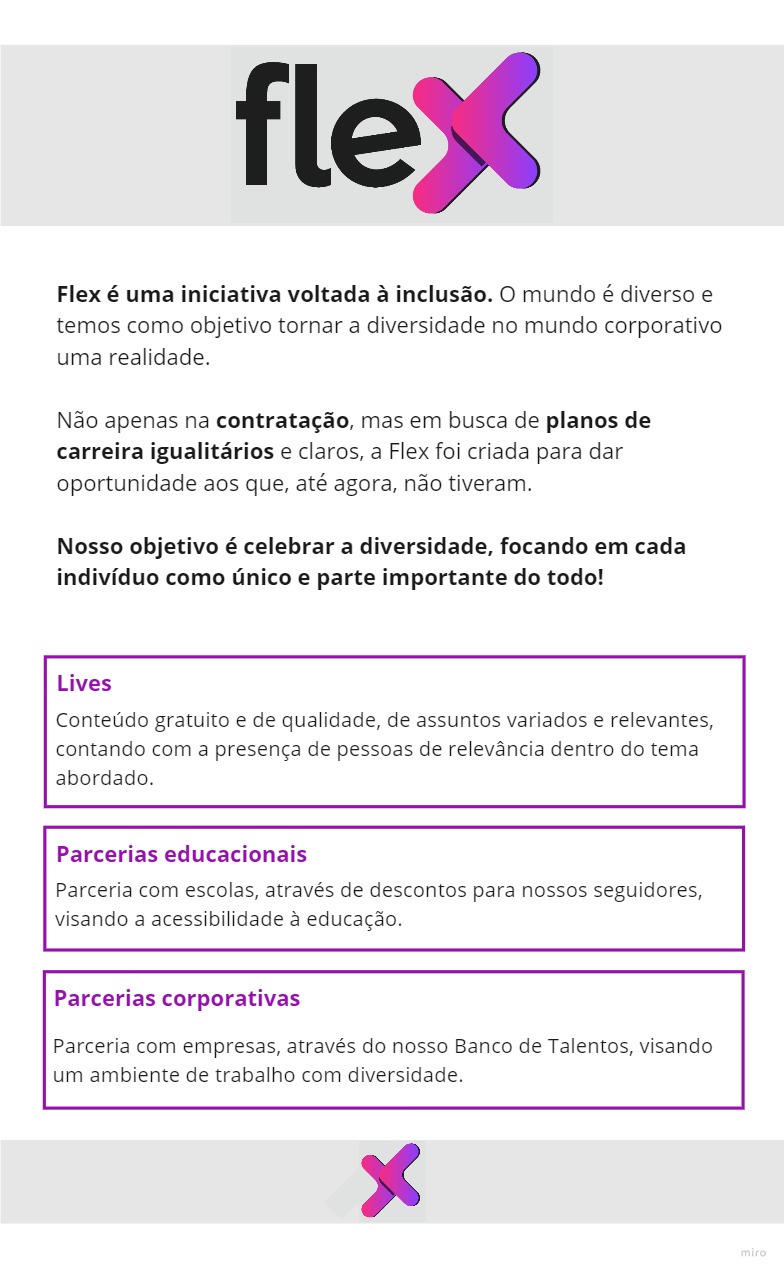 flex
Flex é uma iniciativa voltada à inclusão. O mundo é diverso e
temos como objetivo tornar a diversidade no mundo corporativo
uma realidade.
Não apenas na contratação, mas em busca de planos de
carreira igualitários e claros, a Flex foi criada para dar
oportunidade aos que, até agora, não tiveram.
Nosso objetivo é celebrar a diversidade, focando em cada
indivíduo como único e parte importante do todo!
Lives
Conteúdo gratuito e de qualidade, de assuntos variados e relevantes,
contando com a presença de pessoas de relevância dentro do tema
abordado.
Parcerias educacionais
Parceria com escolas, através de descontos para nossos seguidores,
visando a acessibilidade à educação.
Parcerias corporativas
Parceria com empresas, através do nosso Banco de Talentos, visando
um ambiente de trabalho com diversidade.
miro